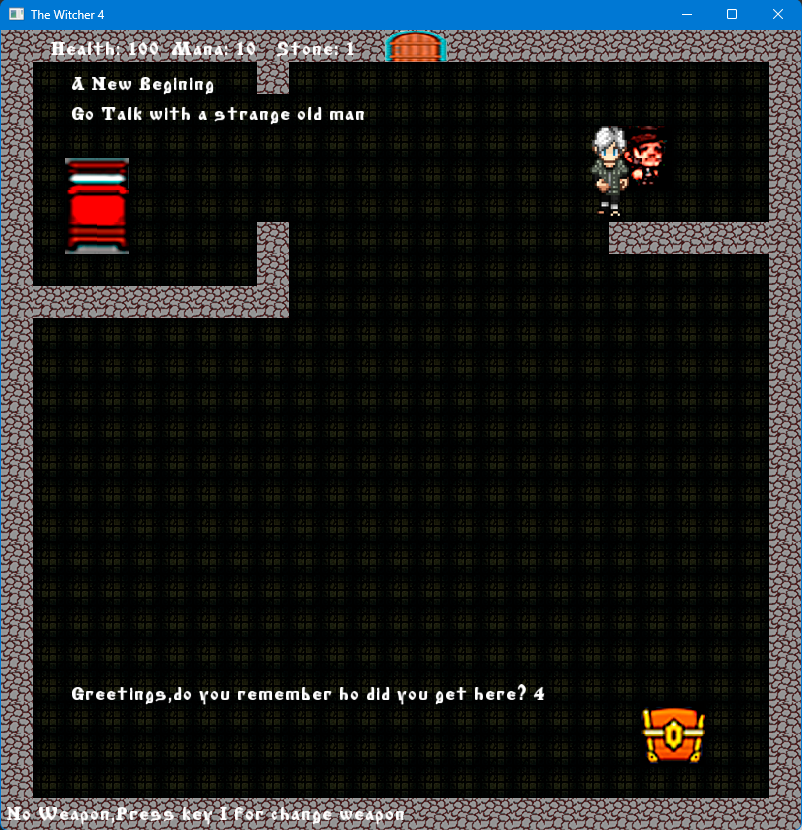 The Witcher 4
Health: 100 Mana: 10 Stone: 1
A New Begining
Go Talk with a strange old man
Greetings,do you remember ho did you get here? 4
No Weapon,Press key I for change weapon